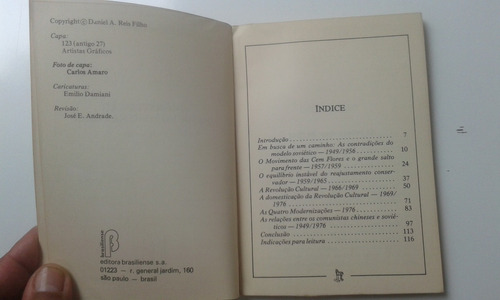 Copyright © Daniel A. Reis Filho
Capa:
123 (antigo 27)
Artistas Gráficos
Foto de capa:
Carlos Amaro
Caricaturas:
Emílio Damiani
Revisão:
José E. Andrade.
brasiliense
editora brasiliense s.a.
01223 — r. general jardim, 160
são paulo — brasil
ÍNDICE
Introdução 7
Em busca de um caminho: As contradições do
modelo soviético — 1949/1956 10
O Movimento das Cem Flores e o grande salto
para frente — 1957/1959 24
O equilíbrio instável do reajustamento conser-
vador — 1959/1965 37
A Revolução Cultural — 1966/1969 50
A domesticação da Revolução Cultural — 1969/
1976 71
As Quatro Modernizações — 1976 83
As relações entre os comunistas chineses e sovié-
ticos — 1949/1976 97
Conclusão 113
Indicações para leitura 116